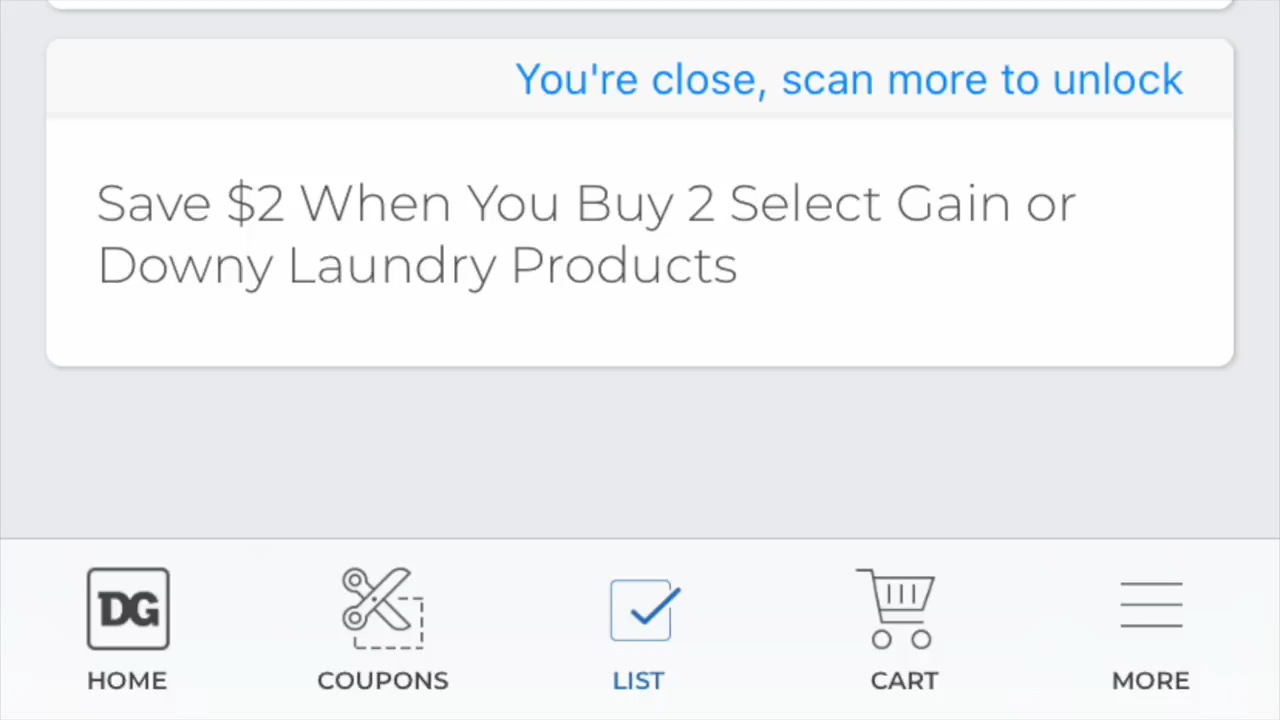 You're close, scan more to unlock
Save $2 When You Buy 2 Select Gain or
Downy Laundry Products
DG
HOME
COUPONS
LIST
CART
MORE